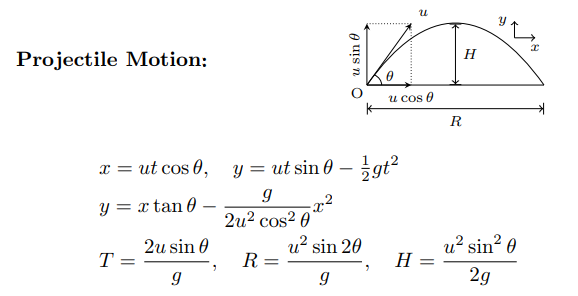 Projectile Motion:
u
y
x
u sin θ
H
θ
O
u cos θ
R
x = ut cos θ, y = ut sin θ − ½gt²
y = x tan θ − g/(2u² cos² θ) x²
T = (2u sin θ)/g, R = (u² sin 2θ)/g, H = (u² sin² θ)/(2g)